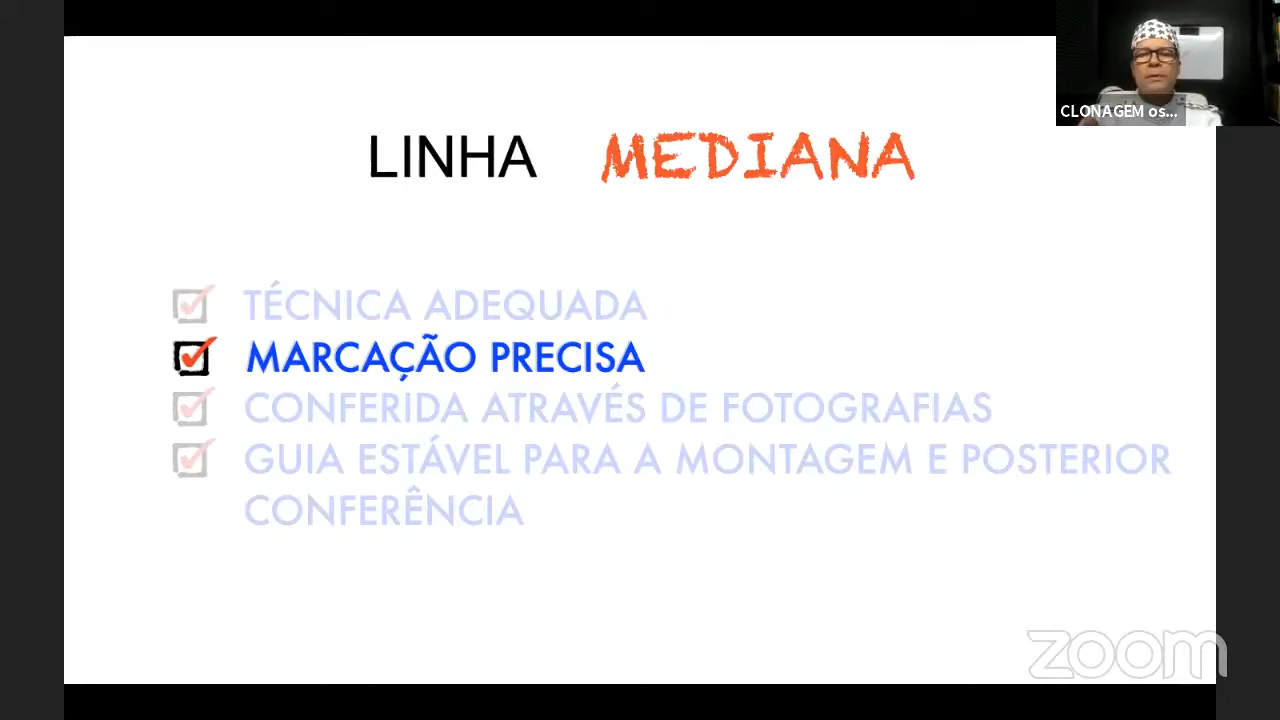 CLONAGEM os...
LINHA MEDIANA
TÉCNICA ADEQUADA
MARCAÇÃO PRECISA
CONFERIDA ATRAVÉS DE FOTOGRAFIAS
GUIA ESTÁVEL PARA A MONTAGEM E POSTERIOR
CONFERÊNCIA
zoom